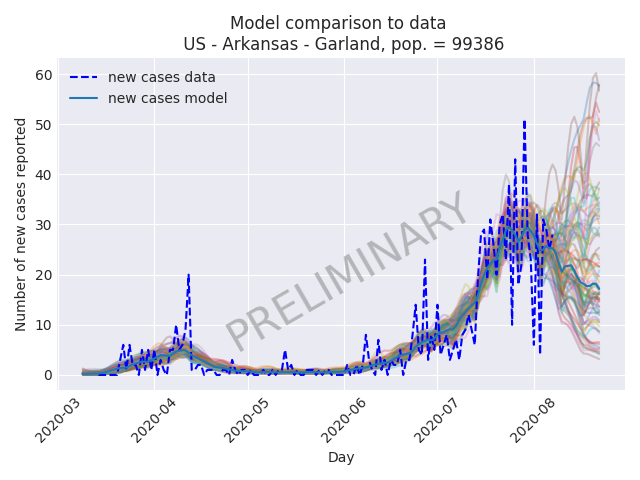 Model comparison to data
US - Arkansas - Garland, pop. = 99386
new cases data
new cases model
PRELIMINARY
Number of new cases reported
60
50
40
30
20
10
0
2020-03
2020-04
2020-05
2020-06
2020-07
2020-08
Day